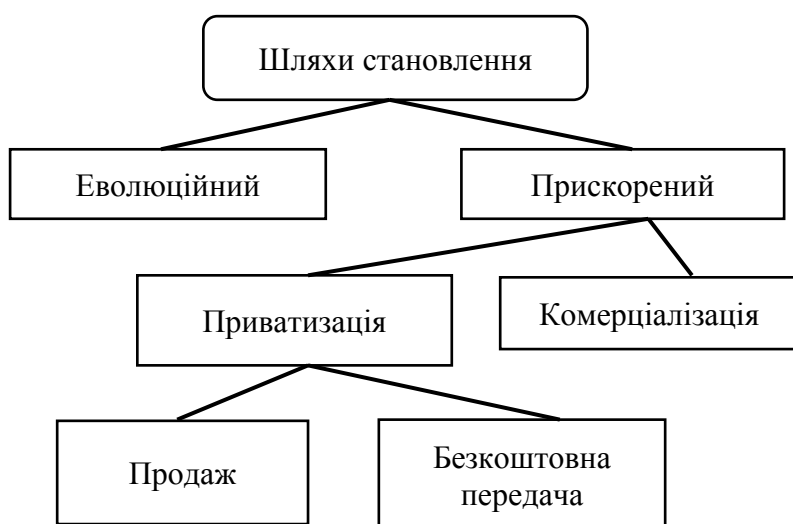 Шляхи становлення
Еволюційний
Прискорений
Приватизація
Комерціалізація
Продаж
Безкоштовна
передача